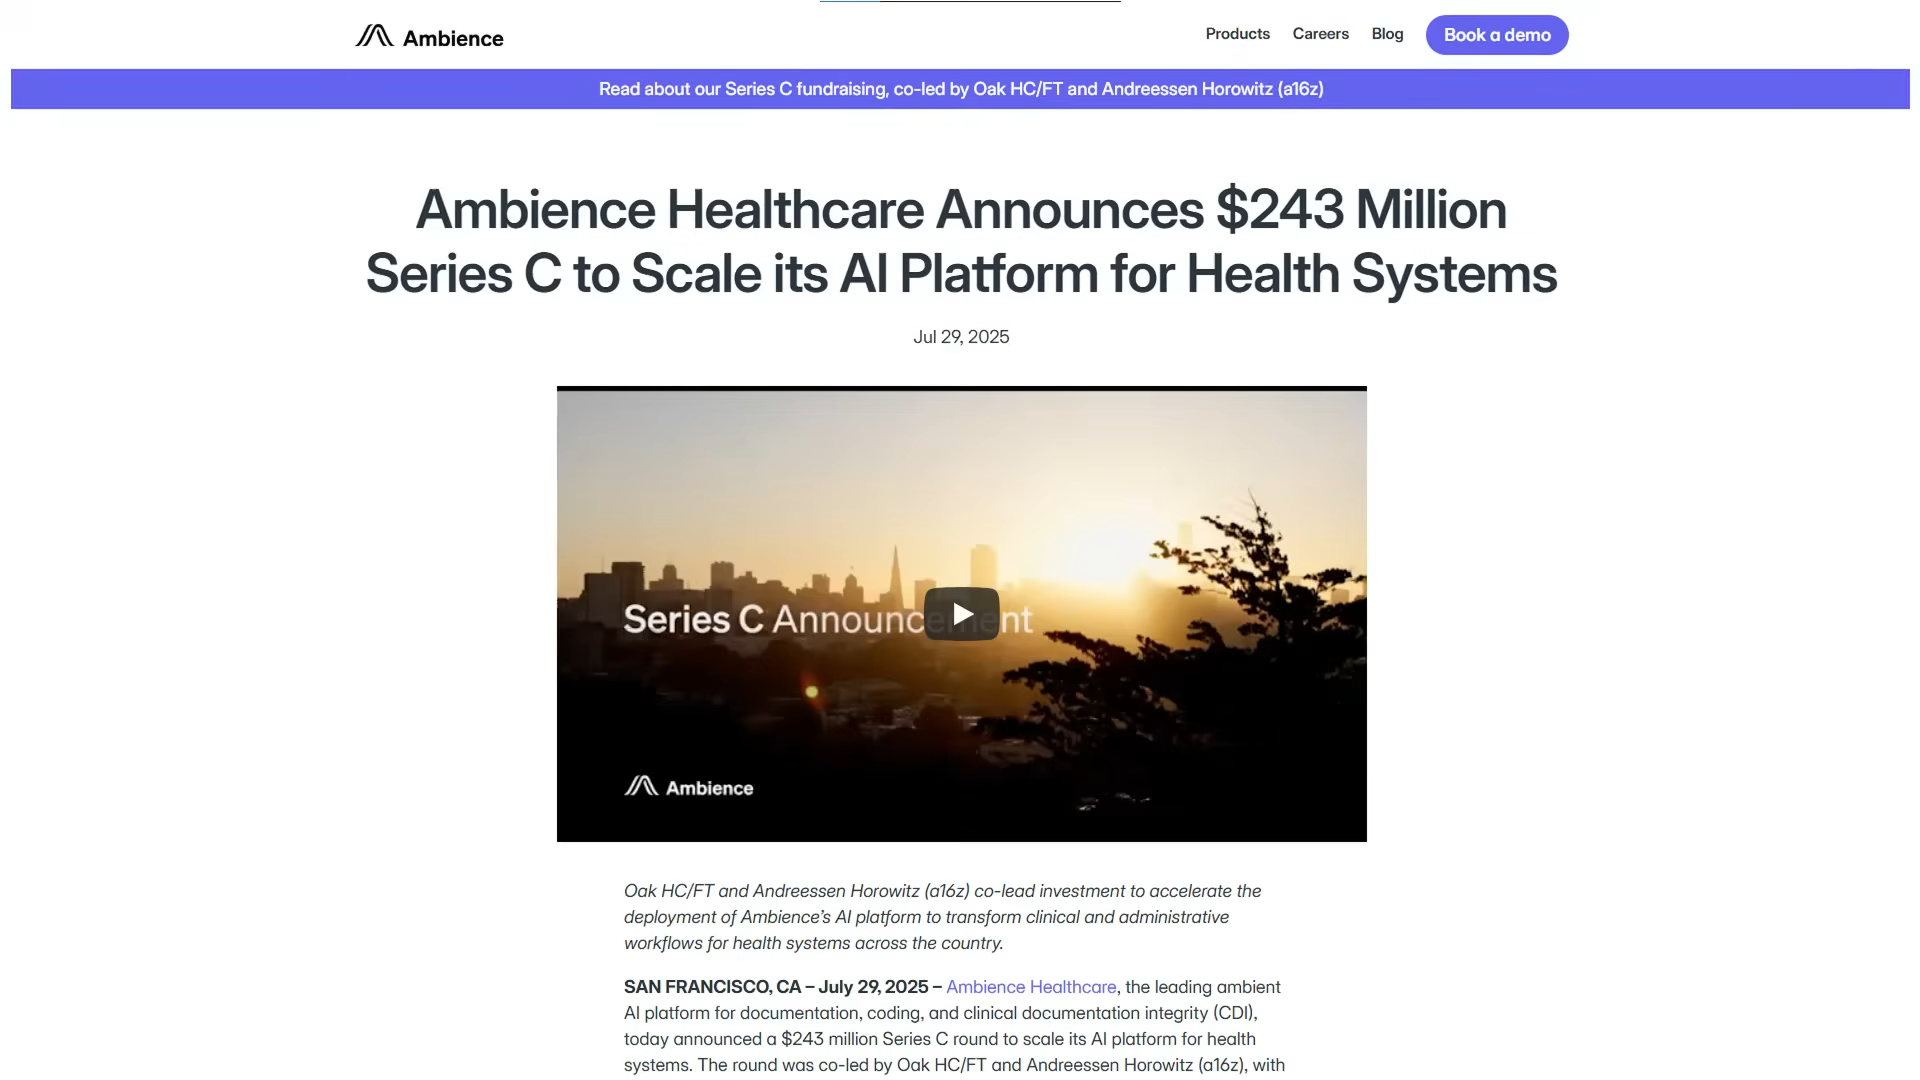 Ambience
Products Careers Blog Book a demo
Read about our Series C fundraising, co-led by Oak HC/FT and Andreessen Horowitz (a16z)
Ambience Healthcare Announces $243 Million
Series C to Scale its AI Platform for Health Systems
Jul 29, 2025
Series C Announcement
Ambience
Oak HC/FT and Andreessen Horowitz (a16z) co-lead investment to accelerate the
deployment of Ambience’s AI platform to transform clinical and administrative
workflows for health systems across the country.
SAN FRANCISCO, CA – July 29, 2025 – Ambience Healthcare, the leading ambient
AI platform for documentation, coding, and clinical documentation integrity (CDI),
today announced a $243 million Series C round to scale its AI platform for health
systems. The round was co-led by Oak HC/FT and Andreessen Horowitz (a16z), with